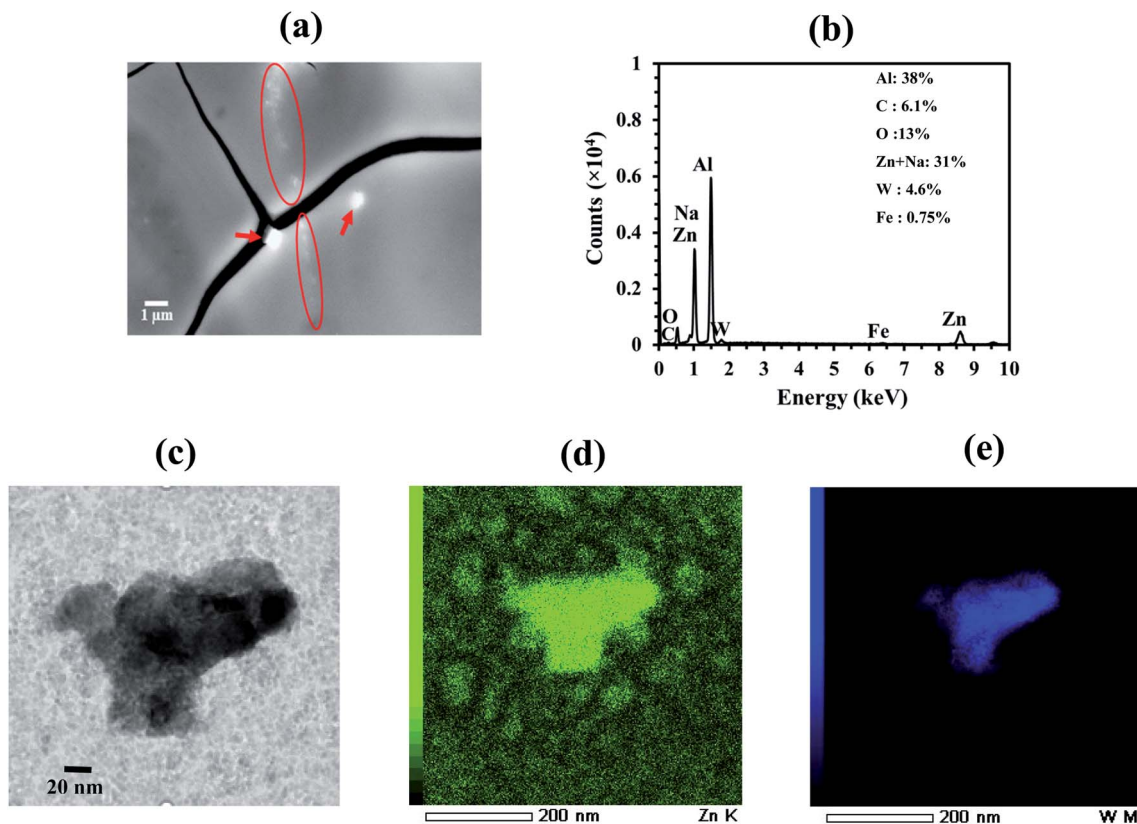 (a)
1 µm
(b)
Counts (×10⁴)
1
0.8
0.6
0.4
0.2
0
Al: 38%
C : 6.1%
O :13%
Zn+Na: 31%
W : 4.6%
Fe : 0.75%
Al
Na
Zn
O
C
W
Fe
Zn
0 1 2 3 4 5 6 7 8 9 10
Energy (keV)
(c)
20 nm
(d)
200 nm Zn K
(e)
200 nm W M